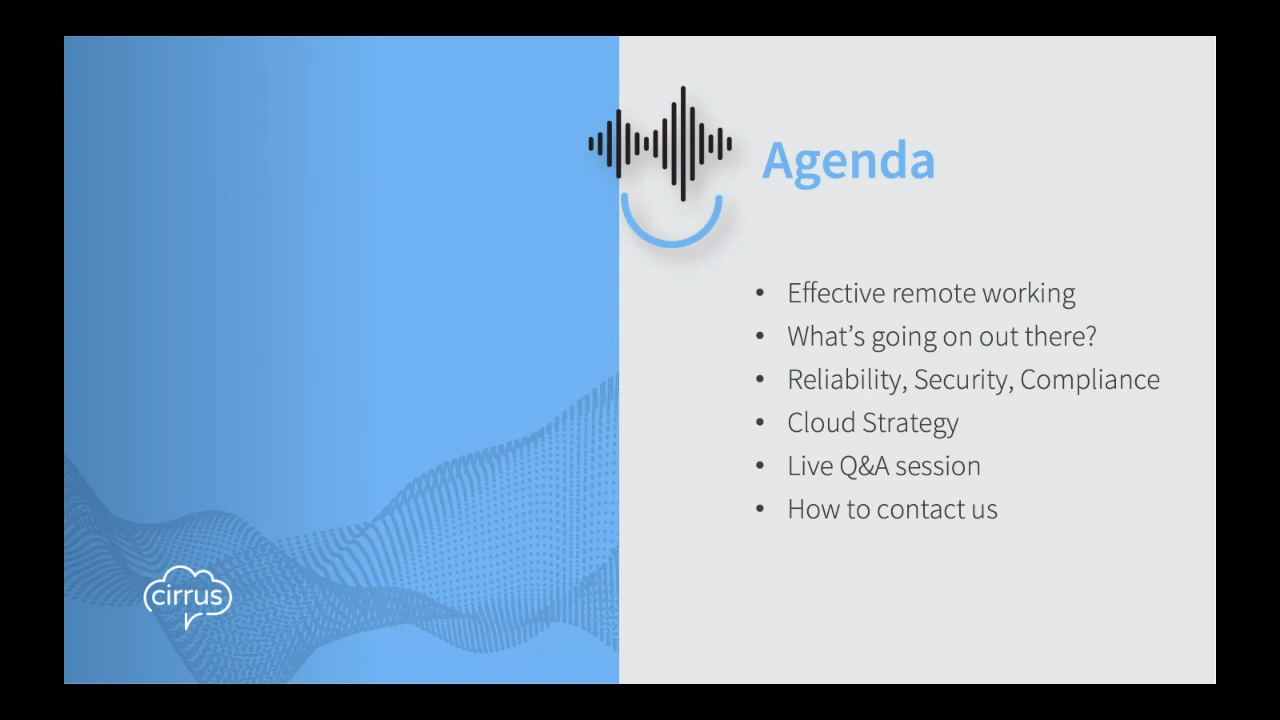 Agenda
• Effective remote working
• What's going on out there?
• Reliability, Security, Compliance
• Cloud Strategy
• Live Q&A session
• How to contact us
cirrus